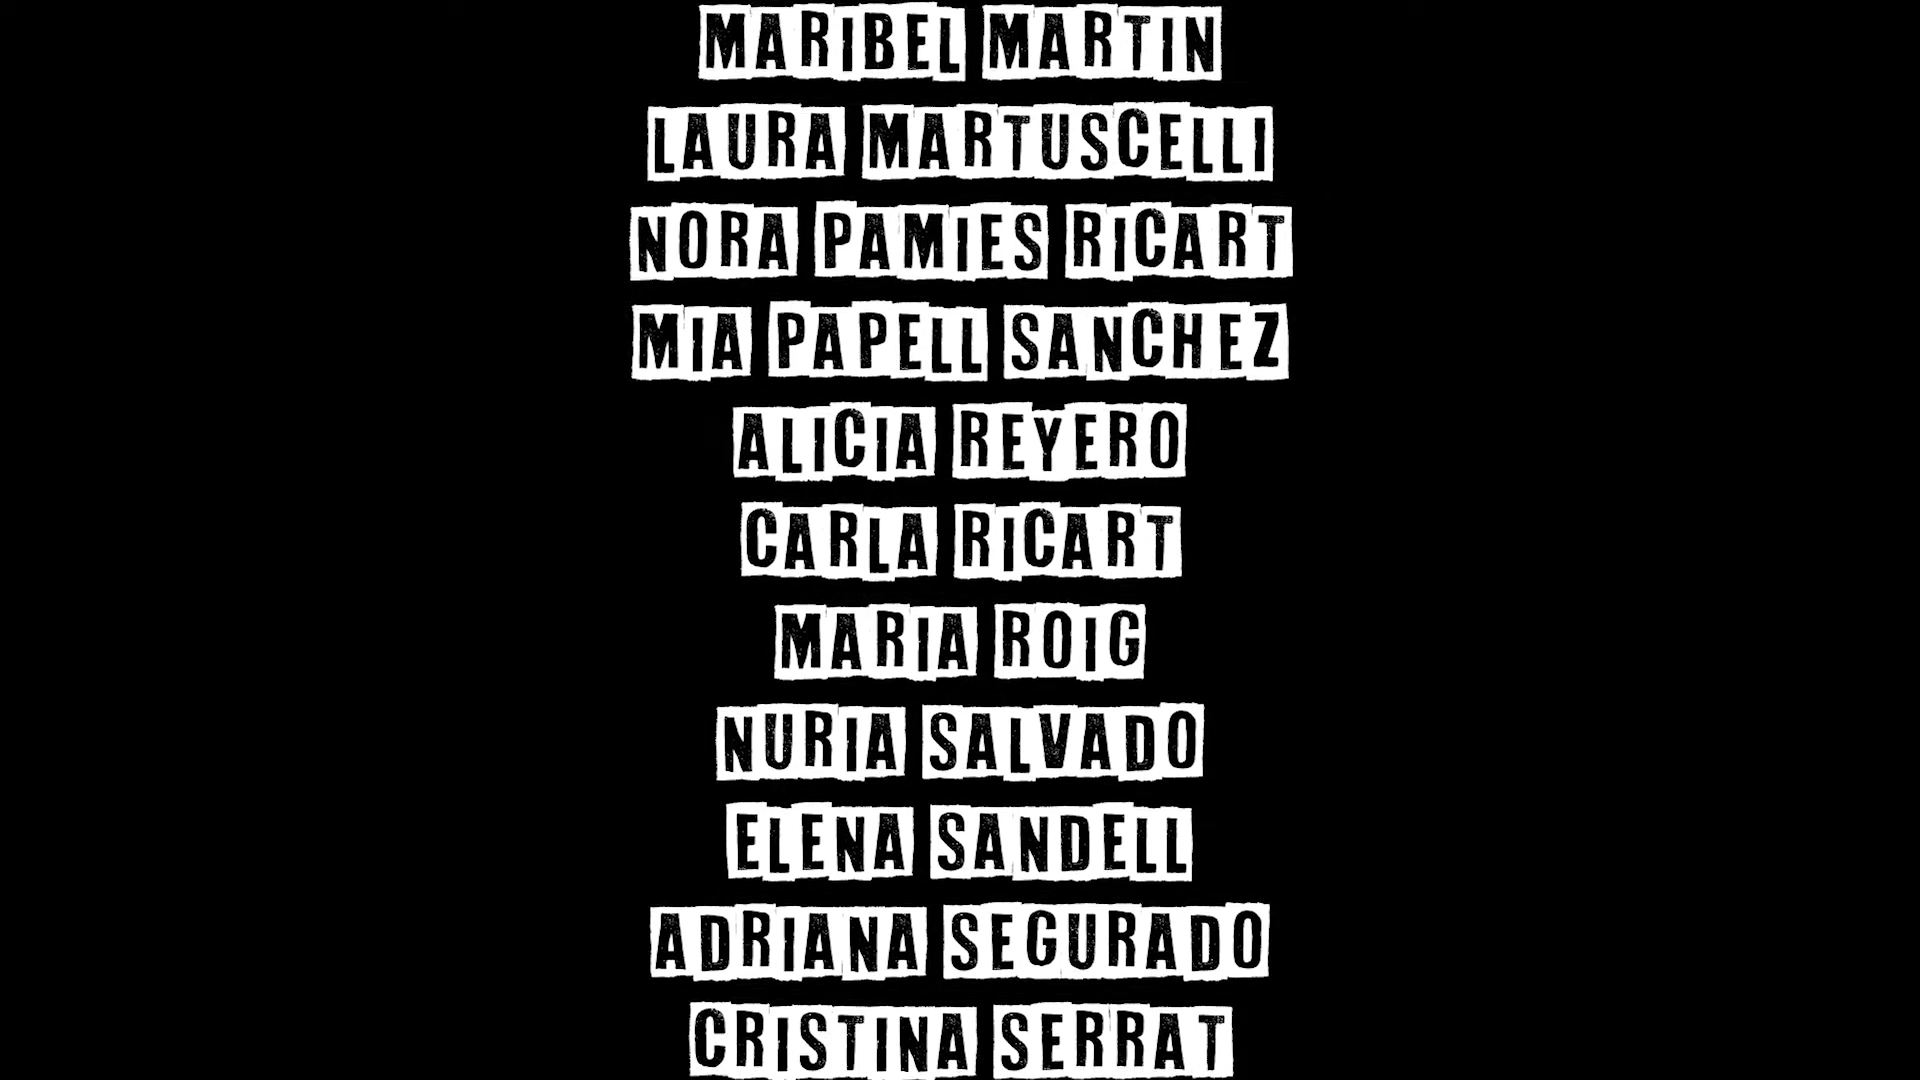 MARIBEL MARTIN
LAURA MARTUSCELLI
NORA PAMIES RICART
MIA PAPELL SANCHEZ
ALICIA REYERO
CARLA RICART
MARIA ROIG
NURIA SALVADO
ELENA SANDELL
ADRIANA SEGURADO
CRISTINA SERRAT